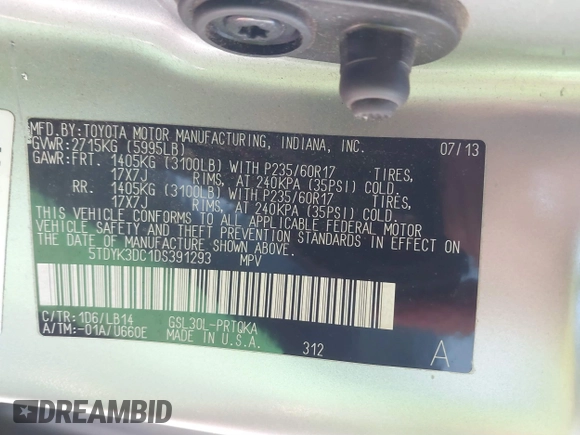 MFD.BY:TOYOTA MOTOR MANUFACTURING, INDIANA, INC. 07/13
GVWR:2715KG (5995LB)
GAWR:FRT. 1405KG (3100LB) WITH P235/60R17 TIRES,
17X7J RIMS, AT 240KPA (35PSI) COLD.
RR. 1405KG (3100LB) WITH P235/60R17 TIRES,
17X7J RIMS, AT 240KPA (35PSI) COLD.
THIS VEHICLE CONFORMS TO ALL APPLICABLE FEDERAL MOTOR
VEHICLE SAFETY AND THEFT PREVENTION STANDARDS IN EFFECT ON
THE DATE OF MANUFACTURE SHOWN ABOVE.
5TDYK3DC1DS391293 MPV
C/TR:1D6/LB14 GSL30L-PRTQKA
A/TM:-01A/U660E MADE IN U.S.A. 312 A
DREAMBID